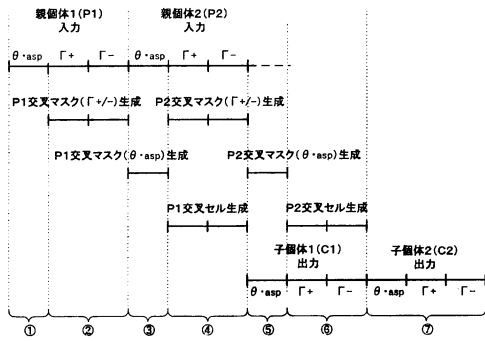 親個体1(P1) 親個体2(P2)
入力 入力
θ・asp Γ+ Γ- θ・asp Γ+ Γ-
P1交叉マスク(Γ+/-)生成 P2交叉マスク(Γ+/-)生成
P1交叉マスク(θ・asp)生成 P2交叉マスク(θ・asp)生成
P1交叉セル生成 P2交叉セル生成
子個体1(C1) 子個体2(C2)
出力 出力
θ・asp Γ+ Γ- θ・asp Γ+ Γ-
① ② ③ ④ ⑤ ⑥ ⑦